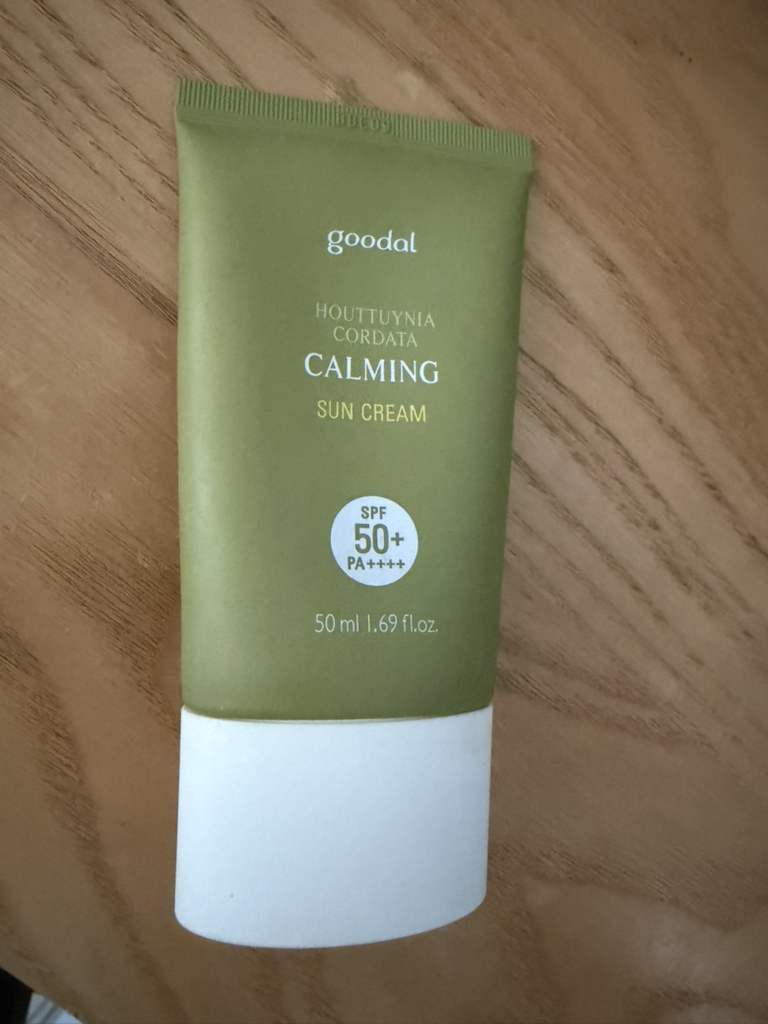 goodal
HOUTTUYNIA
CORDATA
CALMING
SUN CREAM
SPF
50+
PA++++
50 ml 1.69 fl.oz.